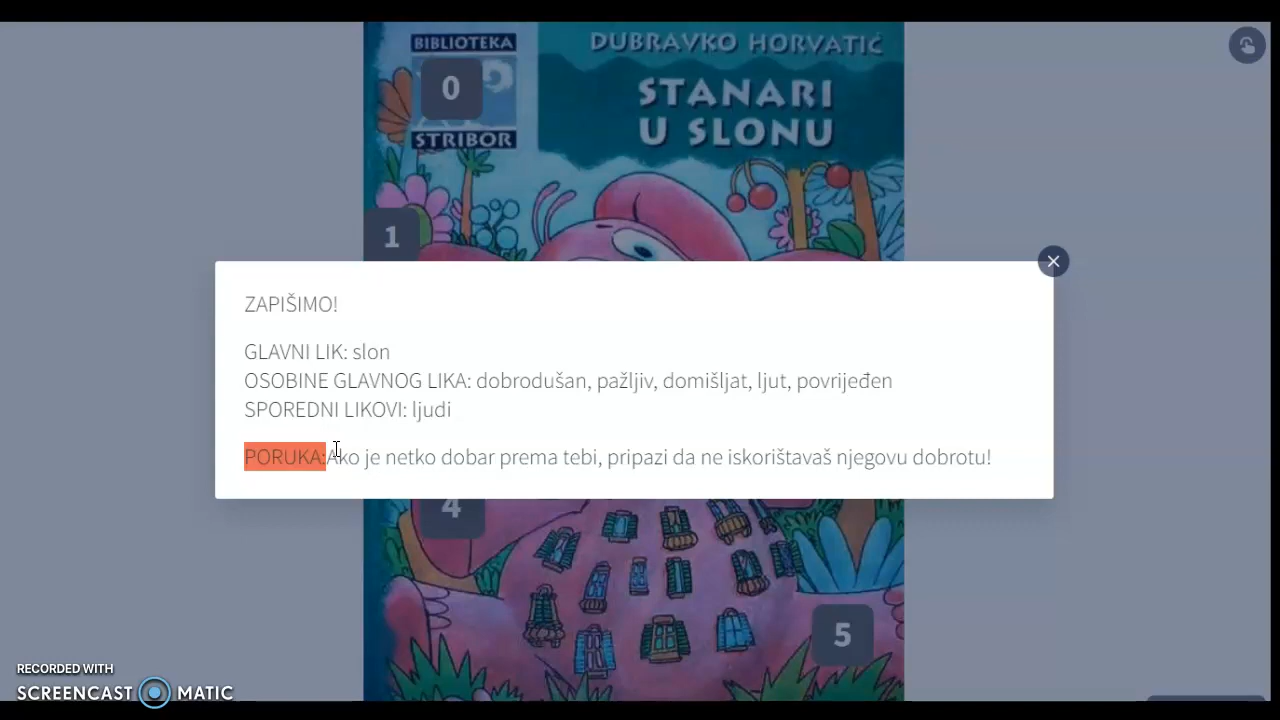 BIBLIOTEKA
STRIBOR
DUBRAVKO HORVATIĆ
STANARI
U SLONU
0
1
ZAPIŠIMO!
GLAVNI LIK: slon
OSOBINE GLAVNOG LIKA: dobrodušan, pažljiv, domišljat, ljut, povrijeđen
SPOREDNI LIKOVI: ljudi
PORUKA:Ako je netko dobar prema tebi, pripazi da ne iskorištavaš njegovu dobrotu!
4
5
RECORDED WITH
SCREENCAST MATIC